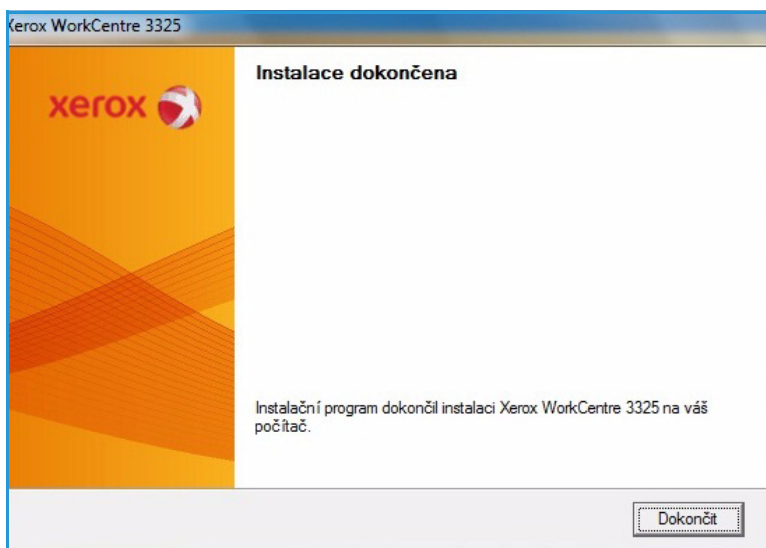 Xerox WorkCentre 3325
xerox
Instalace dokončena
Instalační program dokončil instalaci Xerox WorkCentre 3325 na váš
počítač.
Dokončit